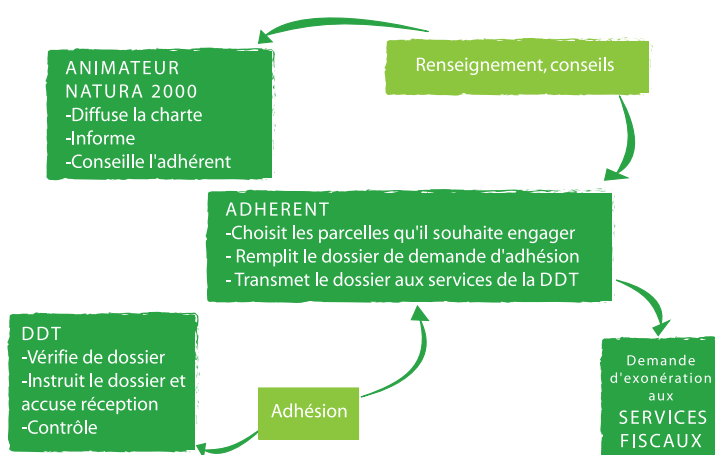 Renseignement, conseils
ANIMATEUR
NATURA 2000
-Diffuse la charte
-Informe
-Conseille l'adhérent
ADHERENT
-Choisit les parcelles qu'il souhaite engager
- Remplit le dossier de demande d'adhésion
- Transmet le dossier aux services de la DDT
DDT
-Vérifie de dossier
-Instruit le dossier et
accuse réception
-Contrôle
Adhésion
Demande
d'exonération
aux
SERVICES
FISCAUX